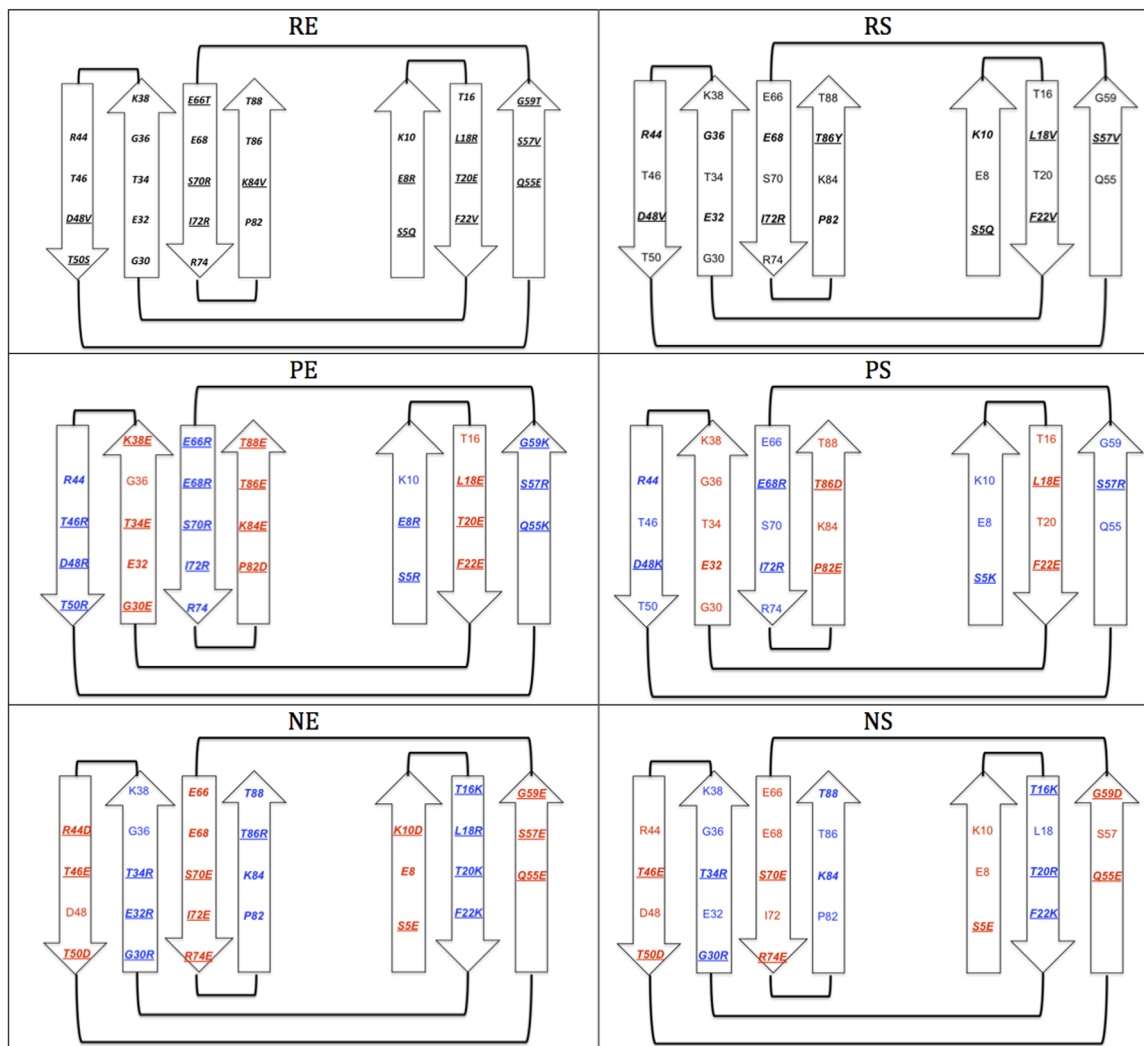 RE
K38 E66T T88 T16 G59T
R44 G36 E68 T86 K10 L18R S57V
T46 T34 S70R K84V E8R T20E Q55E
D48V E32 I72R P82 S5Q F22V
T50S G30 R74
RS
K38 E66 T88 T16 G59
R44 G36 E68 T86Y K10 L18V S57V
T46 T34 S70 K84 E8 T20 Q55
D48V E32 I72R P82 S5Q F22V
T50 G30 R74
PE
K38E E66R T88E T16 G59K
R44 G36 E68R T86E K10 L18E S57R
T46R T34E S70R K84E E8R T20E Q55K
D48R E32 I72R P82D S5R F22E
T50R G30E R74
PS
K38 E66 T88 T16 G59
R44 G36 E68R T86D K10 L18E S57R
T46 T34 S70 K84 E8 T20 Q55
D48K E32 I72R P82E S5K F22E
T50 G30 R74
NE
K38 E66 T88 T16K G59E
R44D G36 E68 T86R K10D L18R S57E
T46E T34R S70E K84 E8 T20K Q55E
D48 E32R I72E P82 S5E F22K
T50D G30R R74E
NS
K38 E66 T88 T16K G59D
R44 G36 E68 T86 K10 L18 S57
T46E T34R S70E K84 E8 T20R Q55E
D48 E32 I72 P82 S5E F22K
T50D G30R R74E